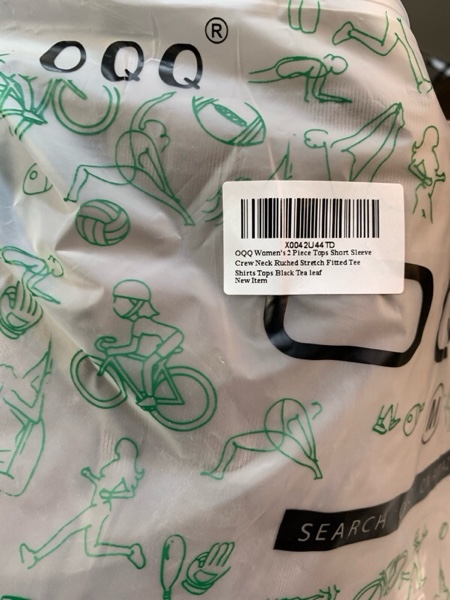 OQQ®
X0042U44TD
OQQ Women's 2 Piece Tops Short Sleeve
Crew Neck Ruched Stretch Fitted Tee
Shirts Tops Black Tea leaf
New Item
M
SEARCH